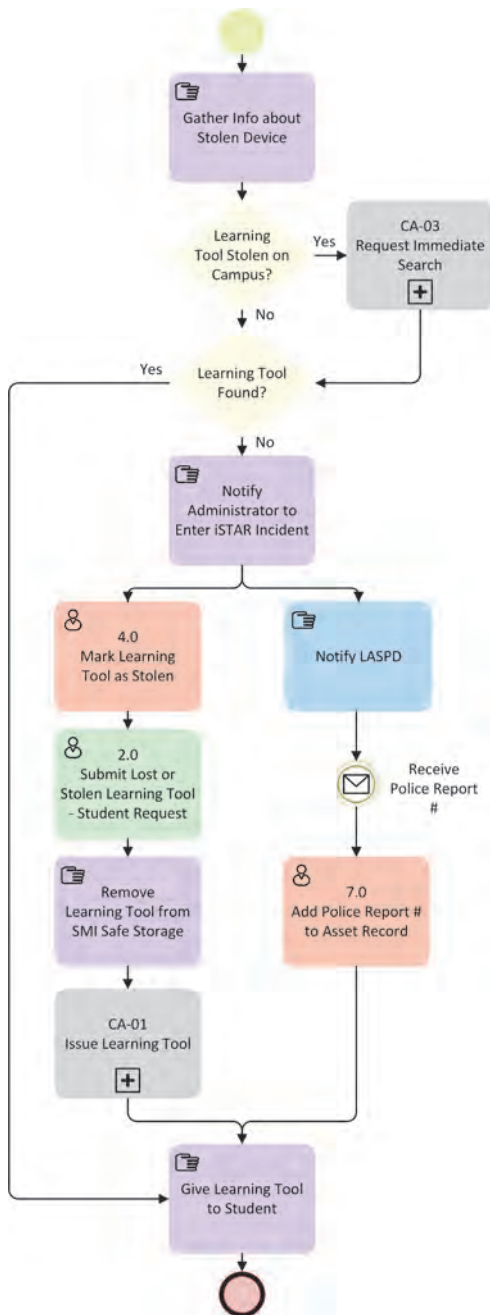 Gather Info about
Stolen Device
Learning
Tool Stolen on
Campus?
Yes
CA-03
Request Immediate
Search
No
Yes
Learning Tool
Found?
No
Notify
Administrator to
Enter iSTAR Incident
4.0
Mark Learning
Tool as Stolen
Notify LASPD
2.0
Submit Lost or
Stolen Learning Tool
- Student Request
Receive
Police Report
#
Remove
Learning Tool from
SMI Safe Storage
7.0
Add Police Report #
to Asset Record
CA-01
Issue Learning Tool
Give Learning Tool
to Student